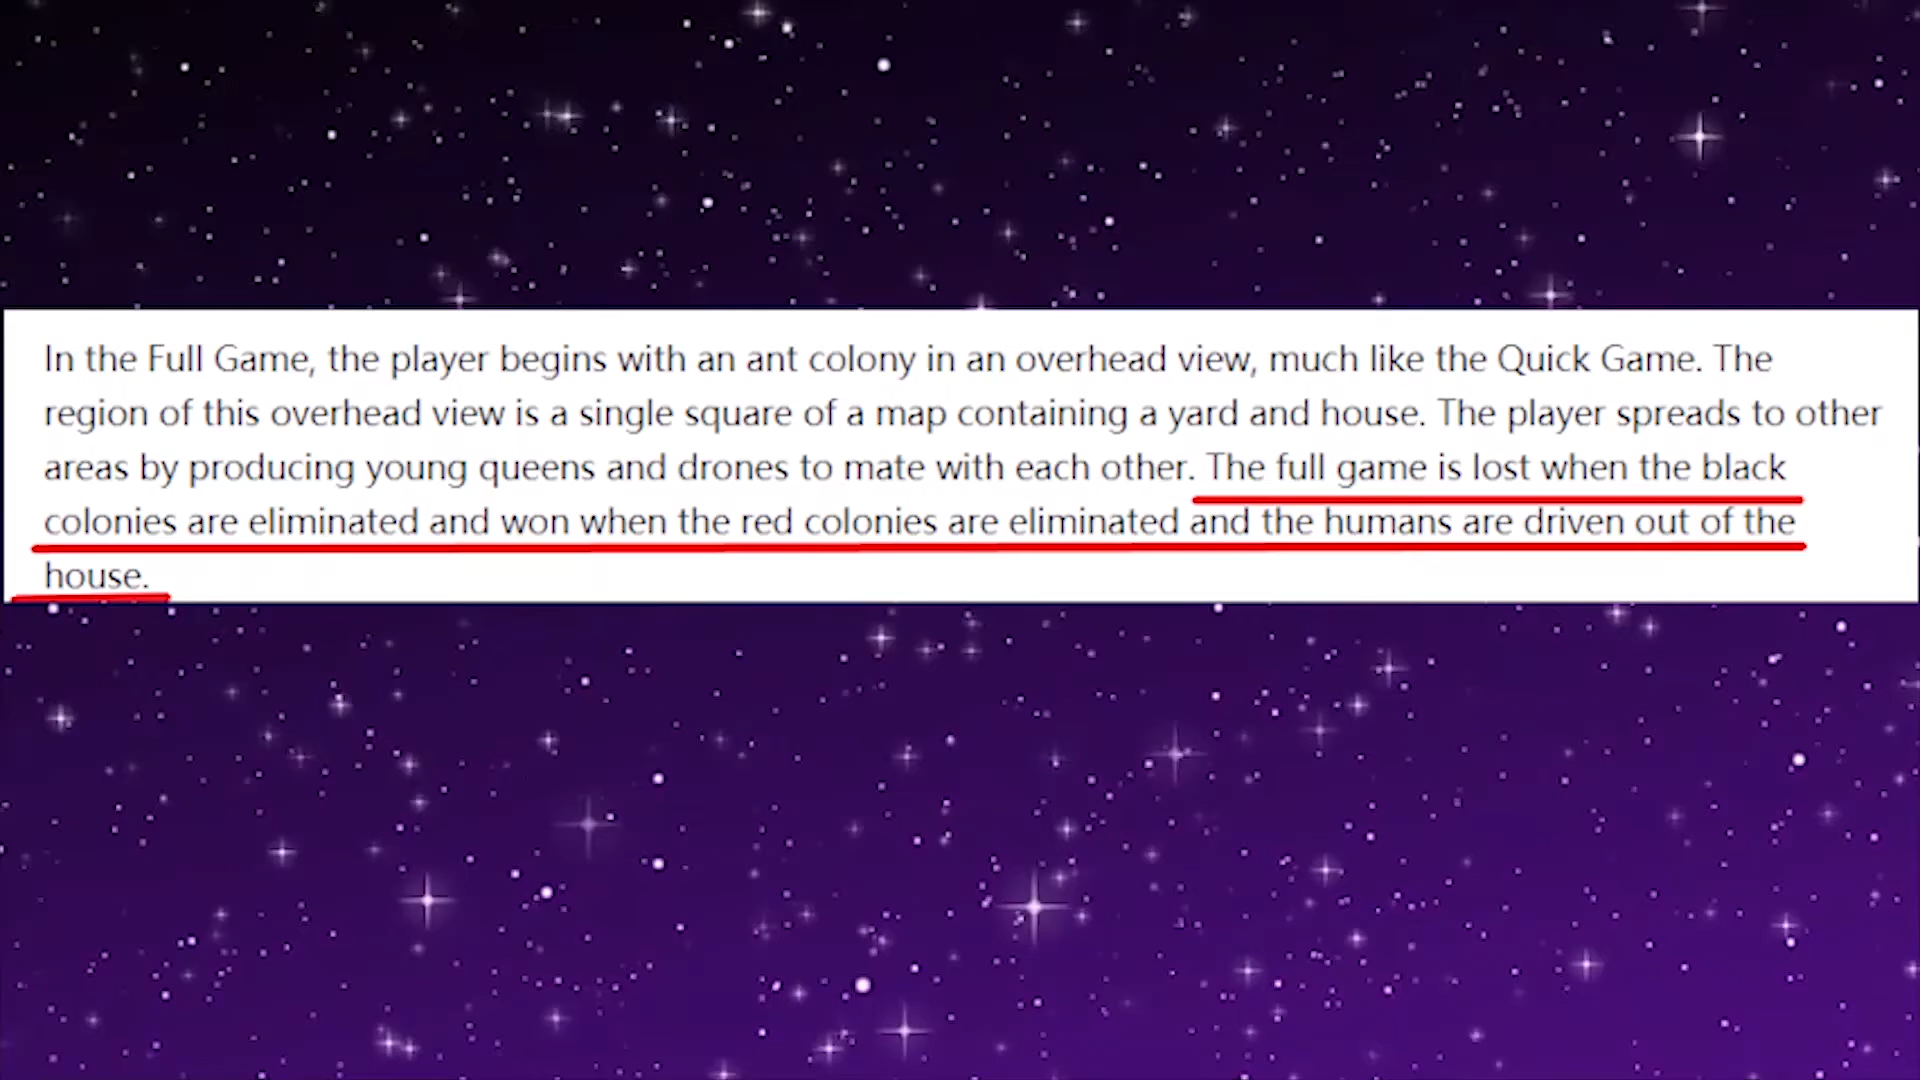 In the Full Game, the player begins with an ant colony in an overhead view, much like the Quick Game. The
region of this overhead view is a single square of a map containing a yard and house. The player spreads to other
areas by producing young queens and drones to mate with each other. The full game is lost when the black
colonies are eliminated and won when the red colonies are eliminated and the humans are driven out of the
house.